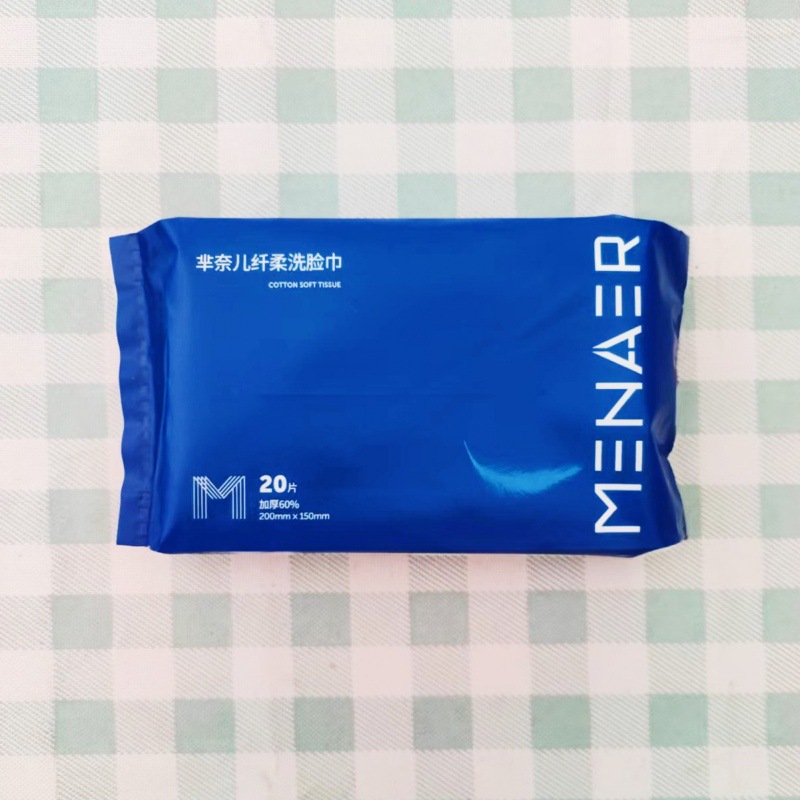 芈奈儿纤柔洗脸巾
COTTON SOFT TISSUE
MENAER
M
20片
加厚60%
200mm×150mm